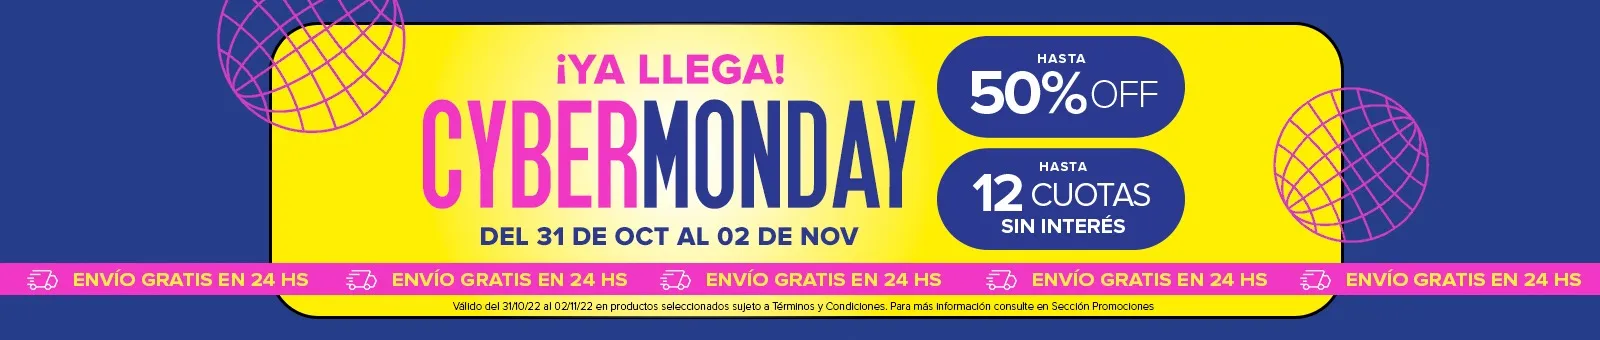 ¡YA LLEGA!
CYBERMONDAY
DEL 31 DE OCT AL 02 DE NOV
HASTA
50% OFF
HASTA
12 CUOTAS
SIN INTERÉS
ENVÍO GRATIS EN 24 HS ENVÍO GRATIS EN 24 HS ENVÍO GRATIS EN 24 HS ENVÍO GRATIS EN 24 HS ENVÍO GRATIS EN 24 HS
Válido del 31/10/22 al 02/11/22 en productos seleccionados sujeto a Términos y Condiciones. Para más información consulte en Sección Promociones